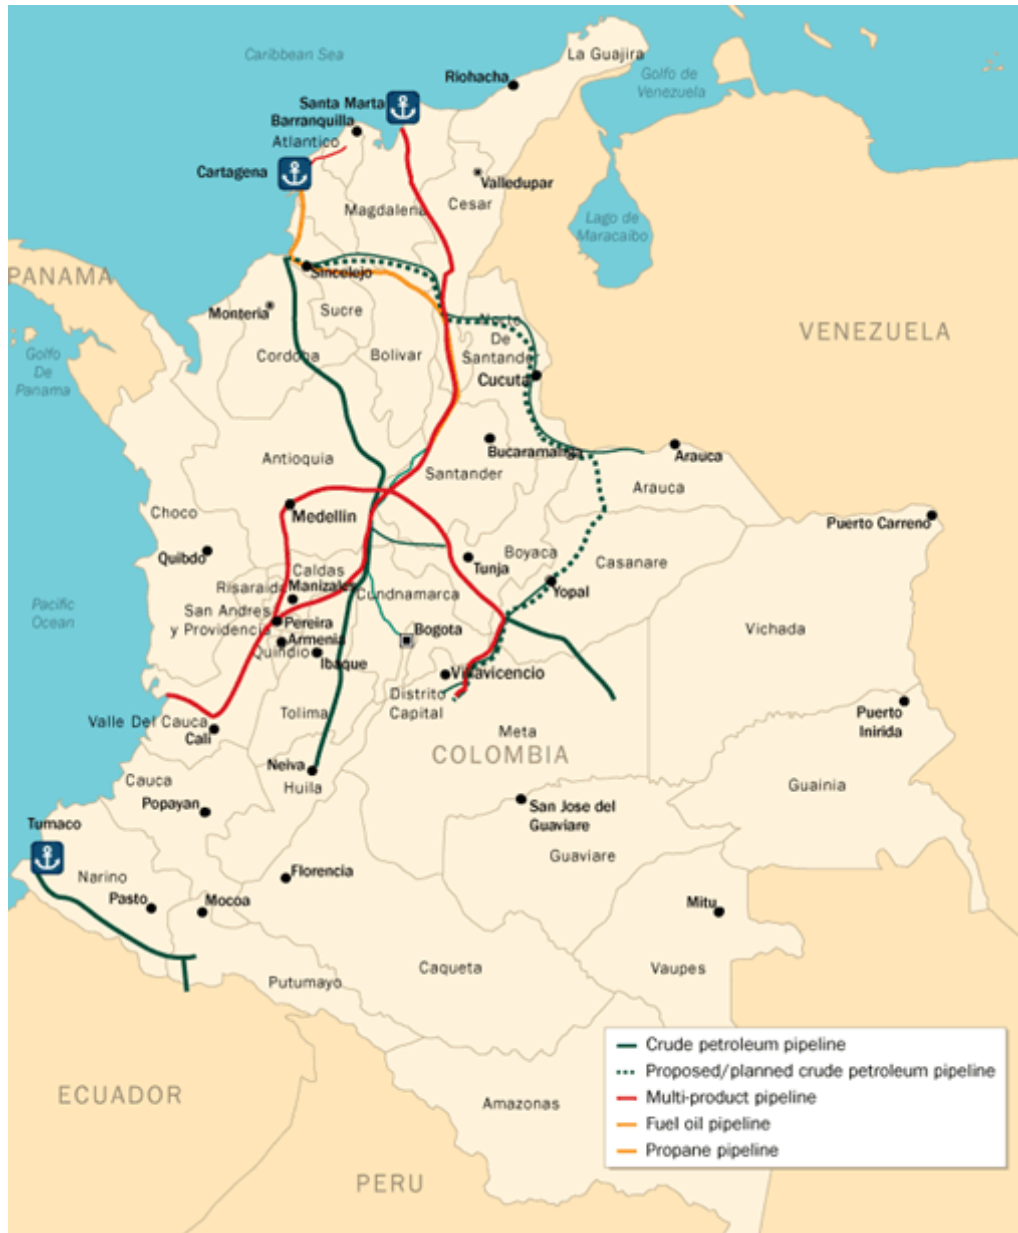 La Guajira
Caribbean Sea
Golfo de
Venezuela
Riohacha
Santa Marta
Barranquilla
Atlantico
Cartagena
Valledupar
Magdalena
Cesar
Lago de
Maracaibo
PANAMA
Sincelejo
Monteria
Sucre
Norte
De
Santander
VENEZUELA
Golfo
De
Panama
Cordoba
Bolivar
Cucuta
Antioquia
Bucaramanga
Arauca
Santander
Arauca
Choco
Medellin
Puerto Carreno
Quibdo
Boyaca
Tunja
Casanare
Caldas
Risaralde
Manizales
Cundnamarca
Yopal
Pacific
Ocean
San Andres
y Providencia
Pereira
Armenia
Quindio
Ibaque
Bogota
Vichada
Villavicencio
Distrito
Capital
Valle Del Cauca
Cali
Tolima
Meta
Puerto
Inirida
COLOMBIA
Neiva
Huila
Cauca
Popayan
Guainia
San Jose del
Guaviare
Tumaco
Guaviare
Narino
Florencia
Pasto
Mocoa
Mitu
Caqueta
Vaupes
Putumayo
Crude petroleum pipeline
Proposed/planned crude petroleum pipeline
Multi-product pipeline
Fuel oil pipeline
Propane pipeline
ECUADOR
Amazonas
PERU